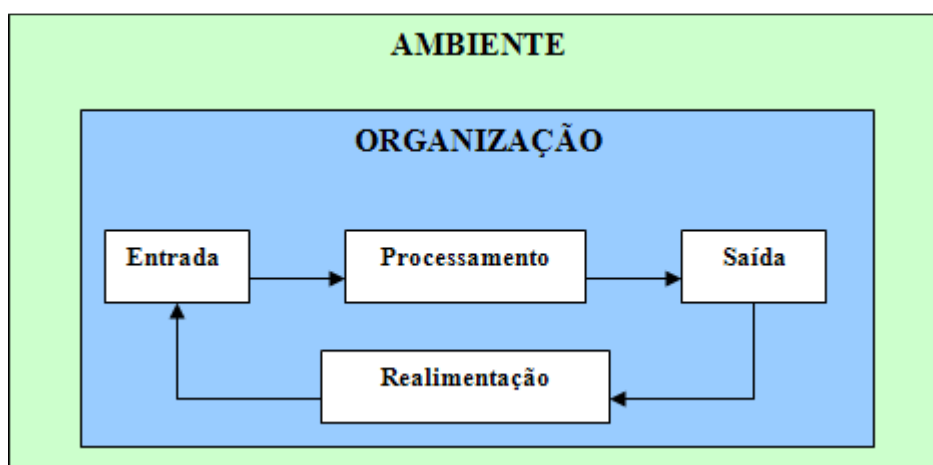 AMBIENTE
ORGANIZAÇÃO
Entrada
Processamento
Saída
Realimentação